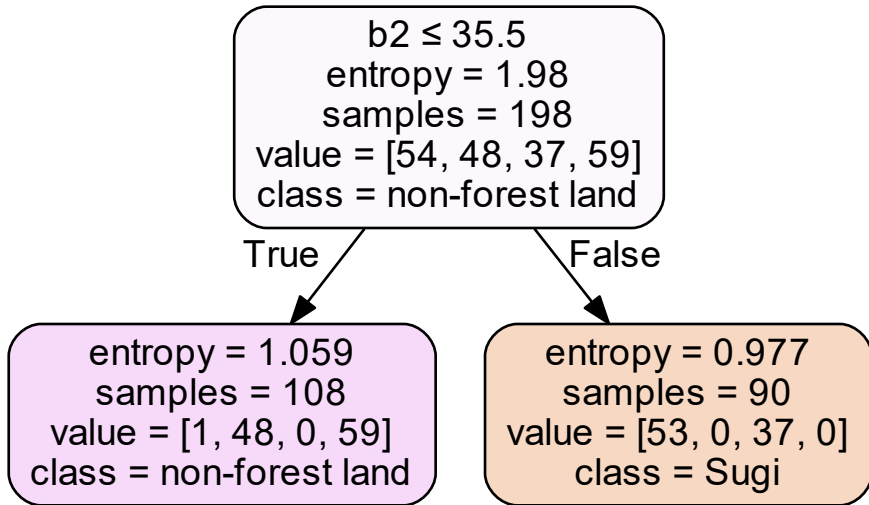 b2 ≤ 35.5
entropy = 1.98
samples = 198
value = [54, 48, 37, 59]
class = non-forest land
True
False
entropy = 1.059
samples = 108
value = [1, 48, 0, 59]
class = non-forest land
entropy = 0.977
samples = 90
value = [53, 0, 37, 0]
class = Sugi